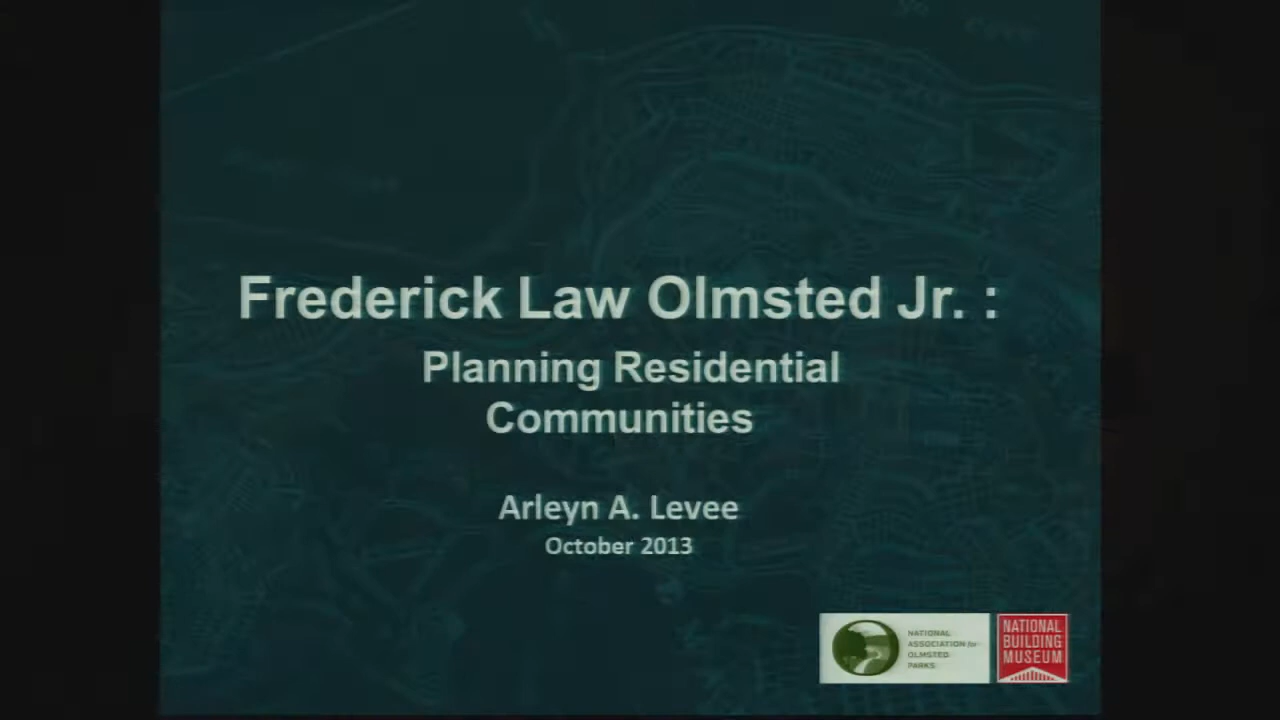 Frederick Law Olmsted Jr. :
Planning Residential
Communities
Arleyn A. Levee
October 2013
NATIONAL
ASSOCIATION for
OLMSTED
PARKS
NATIONAL
BUILDING
MUSEUM